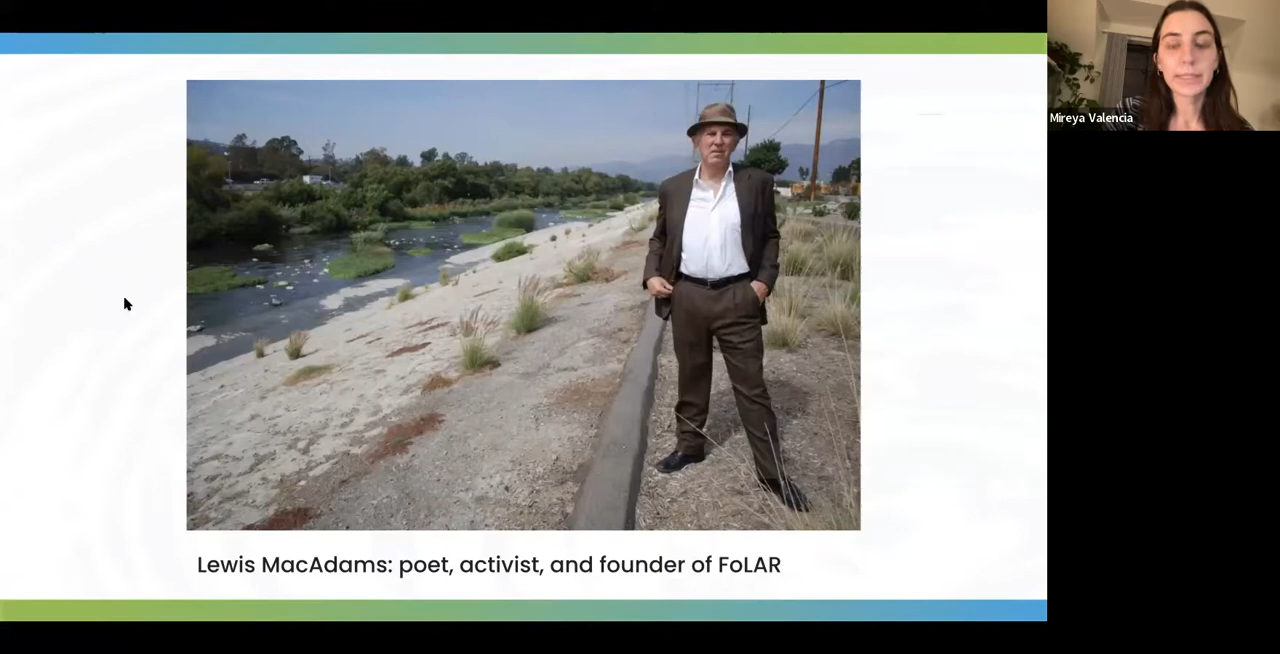 Mireya Valencia
Lewis MacAdams: poet, activist, and founder of FoLAR